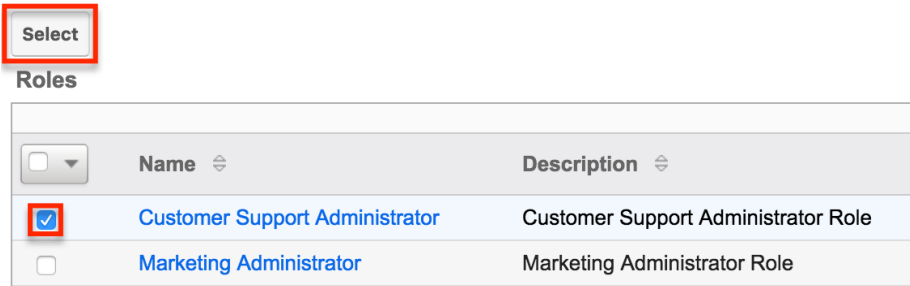 Select
Roles
Name Description
Customer Support Administrator Customer Support Administrator Role
Marketing Administrator Marketing Administrator Role